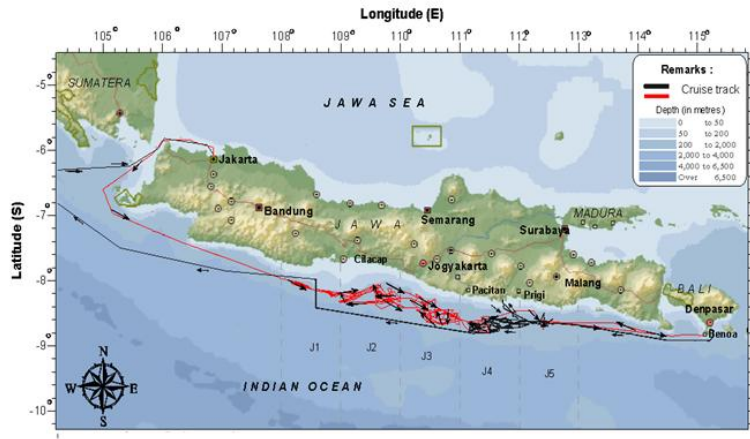 Longitude (E)
105° 106° 107° 108° 109° 110° 111° 112° 113° 114° 115°
Latitude (S)
-5°
-6°
-7°
-8°
-9°
-10°
SUMATERA
JAWA SEA
Remarks :
Cruise track
Depth (in metres)
0 to 50
50 to 200
200 to 2,000
2,000 to 4,000
4,000 to 6,500
Over 6,500
Jakarta
Bandung
JAWA
Semarang
MADURA
Surabaya
Cilacap
Jogyakarta
Pacitan
Prigi
Malang
BALI
Denpasar
Benoa
J1
J2
J3
J4
J5
INDIAN OCEAN
N
W E
S